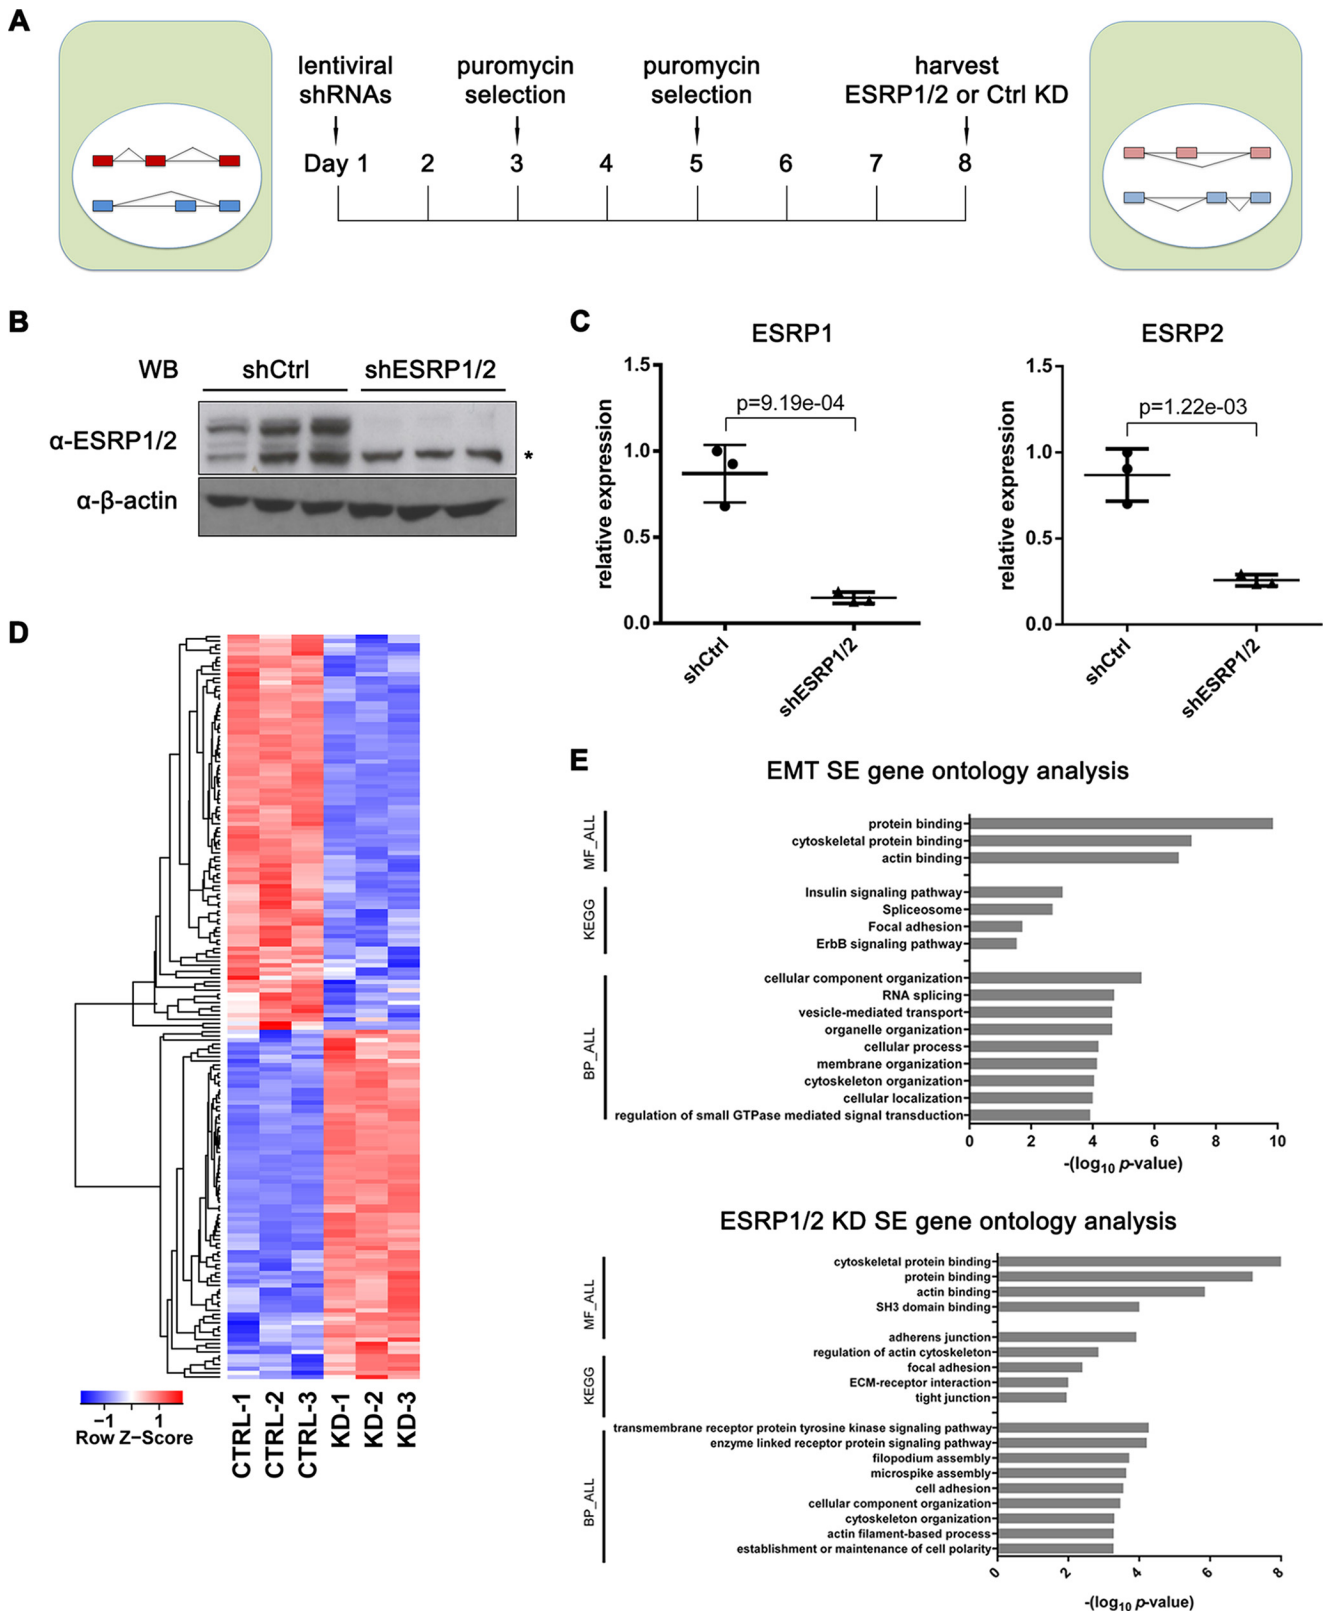 A
lentiviral
shRNAs
puromycin
selection
puromycin
selection
harvest
ESRP1/2 or Ctrl KD
Day 1 2 3 4 5 6 7 8
B
WB shCtrl shESRP1/2
α-ESRP1/2
*
α-β-actin
C
ESRP1
relative expression
1.5
1.0
0.5
0.0
p=9.19e-04
shCtrl
shESRP1/2
ESRP2
relative expression
1.5
1.0
0.5
0.0
p=1.22e-03
shCtrl
shESRP1/2
D
−1 1
Row Z−Score
CTRL-1
CTRL-2
CTRL-3
KD-1
KD-2
KD-3
E
EMT SE gene ontology analysis
MF_ALL
protein binding
cytoskeletal protein binding
actin binding
KEGG
Insulin signaling pathway
Spliceosome
Focal adhesion
ErbB signaling pathway
BP_ALL
cellular component organization
RNA splicing
vesicle-mediated transport
organelle organization
cellular process
membrane organization
cytoskeleton organization
cellular localization
regulation of small GTPase mediated signal transduction
0 2 4 6 8 10
-(log10 p-value)
ESRP1/2 KD SE gene ontology analysis
MF_ALL
cytoskeletal protein binding
protein binding
actin binding
SH3 domain binding
KEGG
adherens junction
regulation of actin cytoskeleton
focal adhesion
ECM-receptor interaction
tight junction
BP_ALL
transmembrane receptor protein tyrosine kinase signaling pathway
enzyme linked receptor protein signaling pathway
filopodium assembly
microspike assembly
cell adhesion
cellular component organization
cytoskeleton organization
actin filament-based process
establishment or maintenance of cell polarity
0 2 4 6 8
-(log10 p-value)